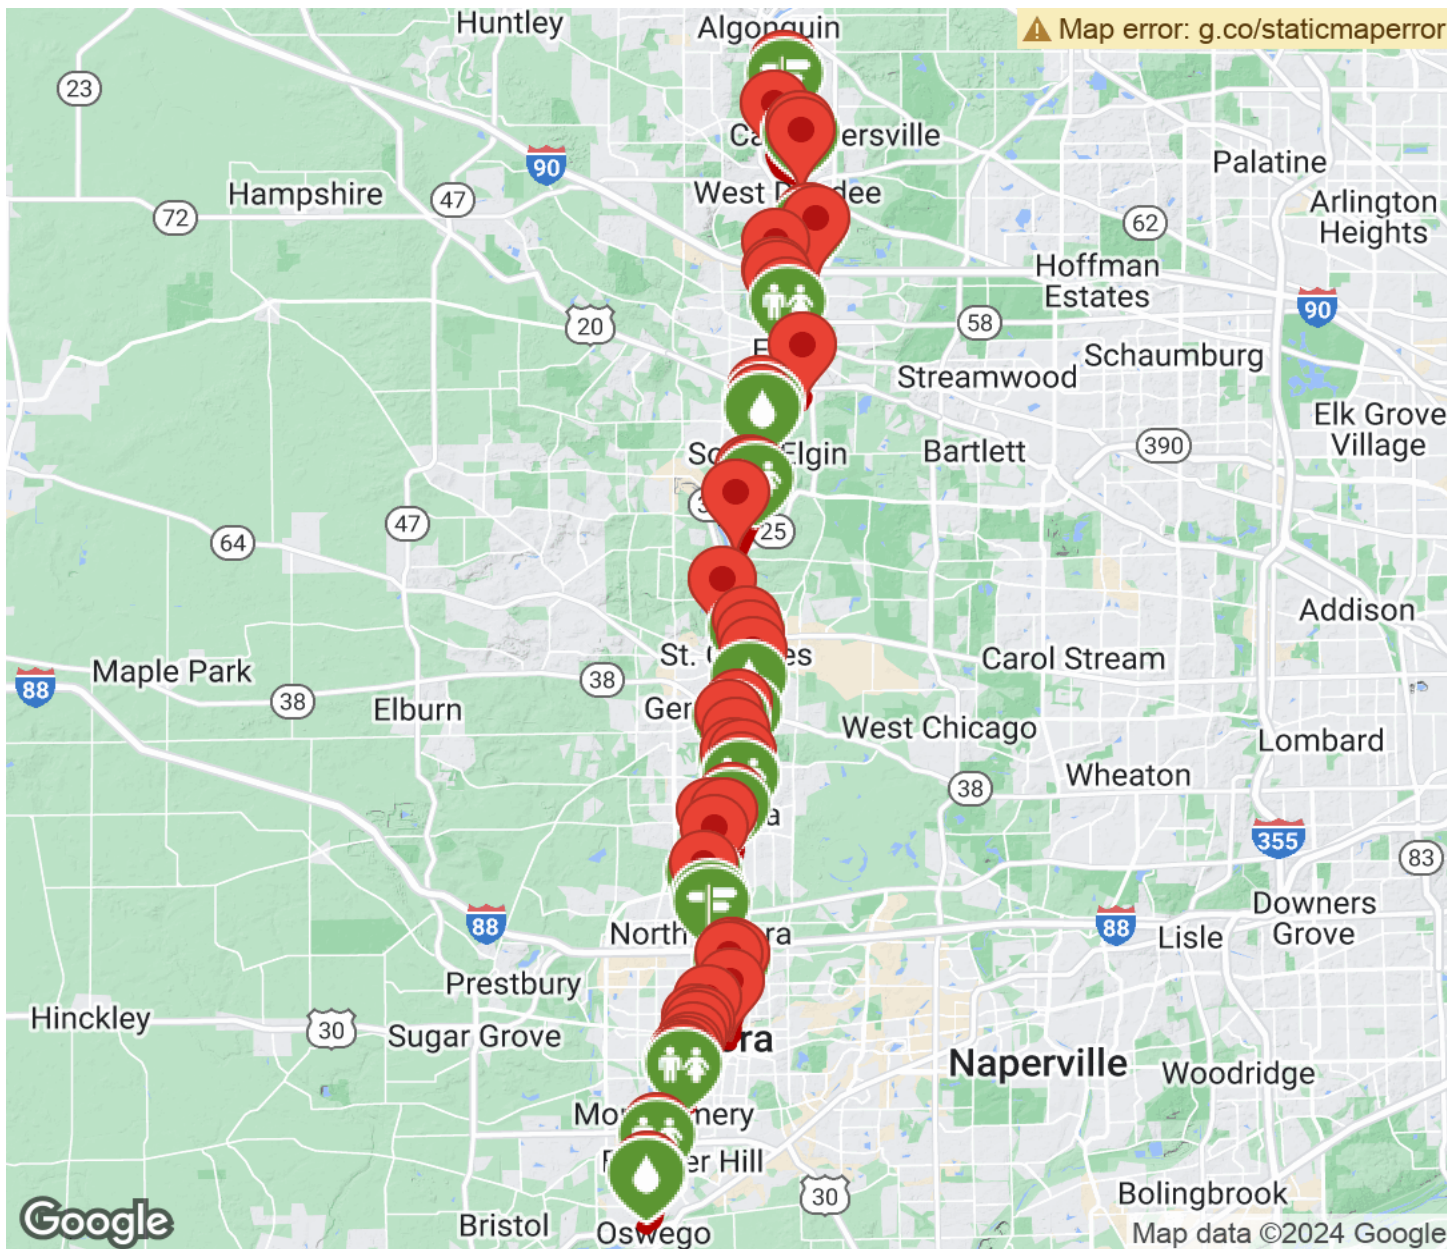 Huntley
Algonquin
Map error: g.co/staticmaperror
23
90
Palatine
Hampshire
47
West
72
62
Arlington
Heights
Hoffman
Estates
90
20
58
Schaumburg
Streamwood
Elk Grove
Village
Elgin
Bartlett
390
47
25
64
Addison
St.
Carol Stream
Maple Park
88
38
38
Elburn
West Chicago
Lombard
38
Wheaton
355
83
88
88
Downers
Grove
North
Lisle
Prestbury
Hinckley
30
Sugar Grove
Naperville
Woodridge
Hill
30
Bolingbrook
Google
Bristol
Oswego
Map data ©2024 Google